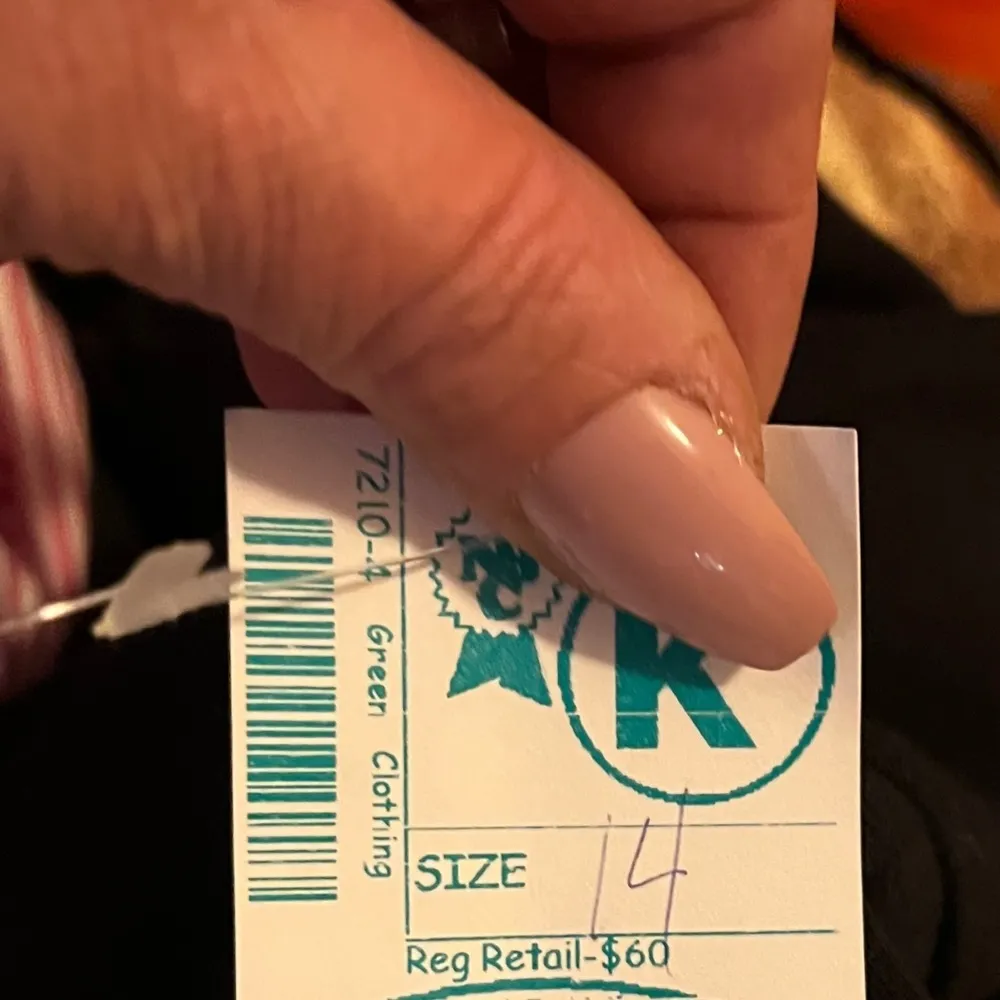 7210-4 Green Clothing
K
SIZE 14
Reg Retail-$60